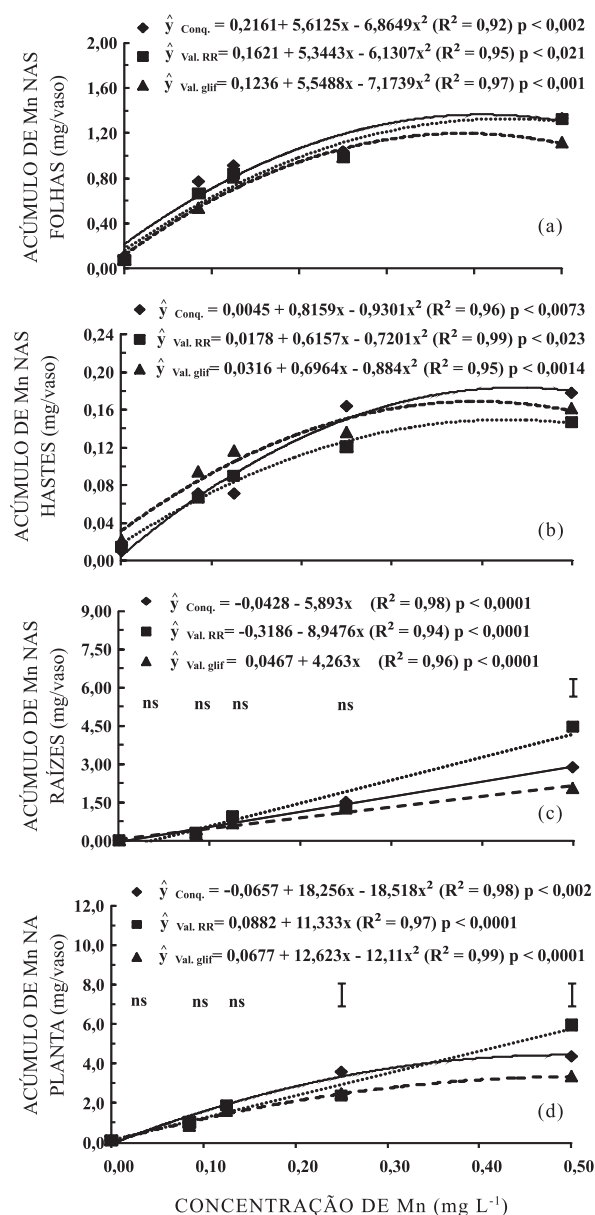 ŷ Conq. = 0,2161+ 5,6125x - 6,8649x² (R² = 0,92) p < 0,002
ŷ Val. RR = 0,1621+ 5,3443x - 6,1307x² (R² = 0,95) p < 0,021
ŷ Val. glif = 0,1236 + 5,5488x - 7,1739x² (R² = 0,97) p < 0,001
ACÚMULO DE Mn NAS
FOLHAS (mg/vaso)
2,00
1,60
1,20
0,80
0,40
0,00
(a)
ŷ Conq. = 0,0045 + 0,8159x - 0,9301x² (R² = 0,96) p < 0,0073
ŷ Val. RR = 0,0178 + 0,6157x - 0,7201x² (R² = 0,99) p < 0,023
ŷ Val. glif = 0,0316 + 0,6964x - 0,884x² (R² = 0,95) p < 0,0014
ACÚMULO DE Mn NAS
HASTES (mg/vaso)
0,24
0,20
0,16
0,12
0,08
0,04
0,00
(b)
ŷ Conq. = -0,0428 - 5,893x (R² = 0,98) p < 0,0001
ŷ Val. RR = -0,3186 - 8,9476x (R² = 0,94) p < 0,0001
ŷ Val. glif = 0,0467 + 4,263x (R² = 0,96) p < 0,0001
ACÚMULO DE Mn NAS
RAÍZES (mg/vaso)
9,00
7,50
6,00
4,50
3,00
1,50
0,00
ns ns ns ns
(c)
ŷ Conq. = -0,0657 + 18,256x - 18,518x² (R² = 0,98) p < 0,002
ŷ Val. RR = 0,0882 + 11,333x (R² = 0,97) p < 0,0001
ŷ Val. glif = 0,0677 + 12,623x - 12,11x² (R² = 0,99) p < 0,0001
ACÚMULO DE Mn NA
PLANTA (mg/vaso)
12,0
10,0
8,0
6,0
4,0
2,0
0,0
ns ns ns
(d)
0,00 0,10 0,20 0,30 0,40 0,50
CONCENTRAÇÃO DE Mn (mg L⁻¹)